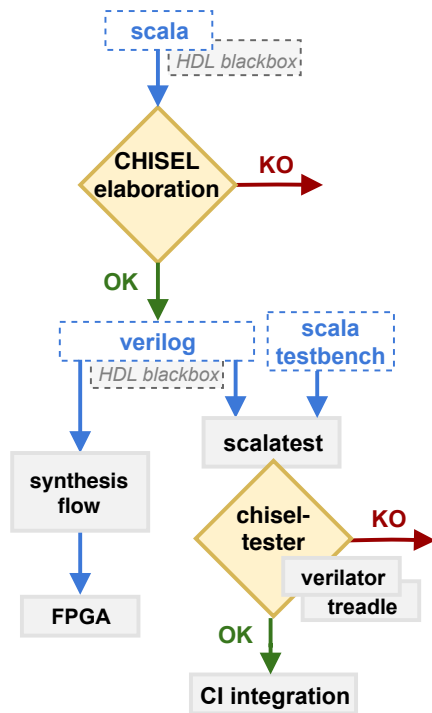 scala
HDL blackbox
CHISEL
elaboration
KO
OK
verilog
HDL blackbox
scala
testbench
scalatest
synthesis
flow
chisel-
tester
KO
verilator
treadle
FPGA
OK
CI integration